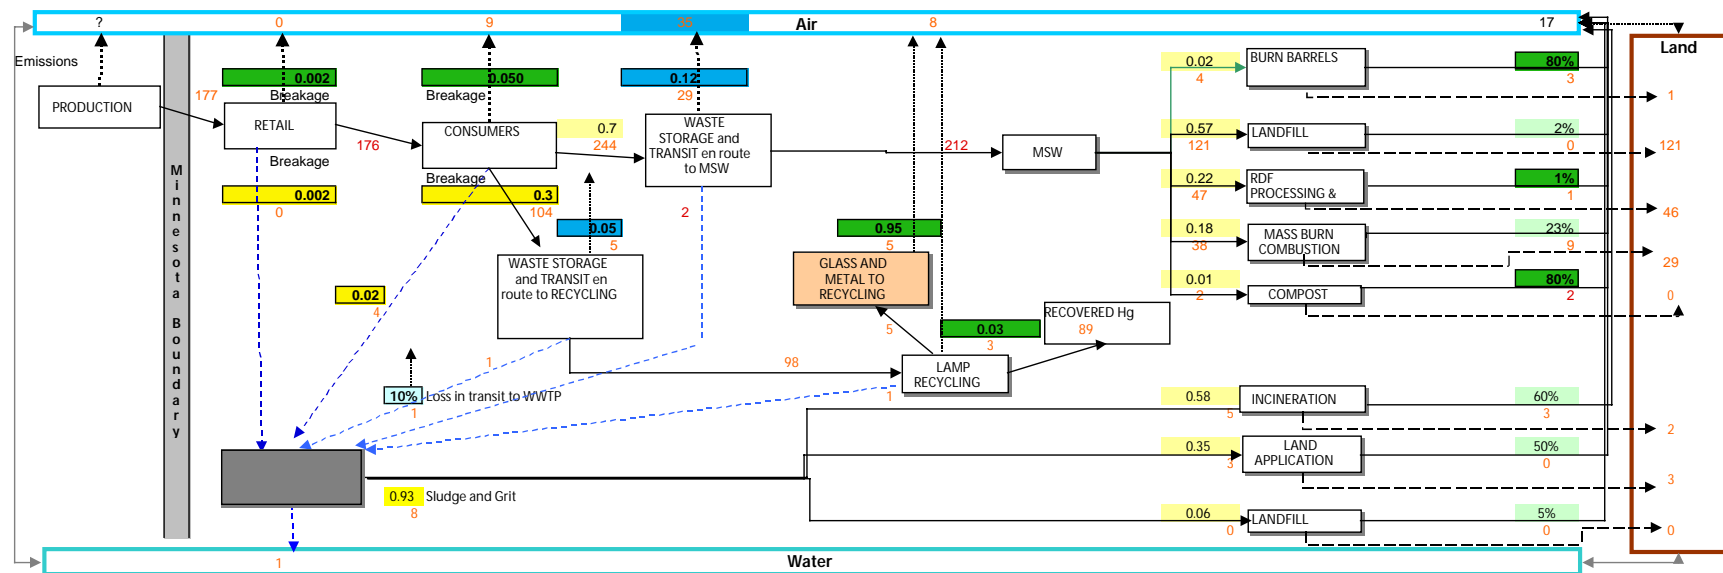 ?
0
9
35
8
Air
17
Emissions
Land
0.002
0.050
0.12
0.02
BURN BARRELS
80%
4
3
PRODUCTION
177
Breakage
Breakage
29
1
RETAIL
CONSUMERS
0.7
WASTE
STORAGE and
TRANSIT en route
to MSW
0.57
LANDFILL
2%
176
244
212
MSW
121
0
121
Breakage
Minnesota Boundary
Breakage
0.22
RDF
PROCESSING &
1%
0.002
0.3
47
1
0
104
2
46
0.05
0.95
0.18
MASS BURN
COMBUSTION
23%
5
5
38
9
WASTE STORAGE
and TRANSIT en
route to RECYCLING
GLASS AND
METAL TO
RECYCLING
29
0.01
80%
0.02
COMPOST
2
2
0
4
RECOVERED Hg
89
5
0.03
3
1
98
LAMP
RECYCLING
10%
Loss in transit to WWTP
1
1
0.58
INCINERATION
60%
5
3
2
0.35
LAND
APPLICATION
50%
3
0
3
0.93
Sludge and Grit
8
0.06
LANDFILL
5%
0
0
0
1
Water